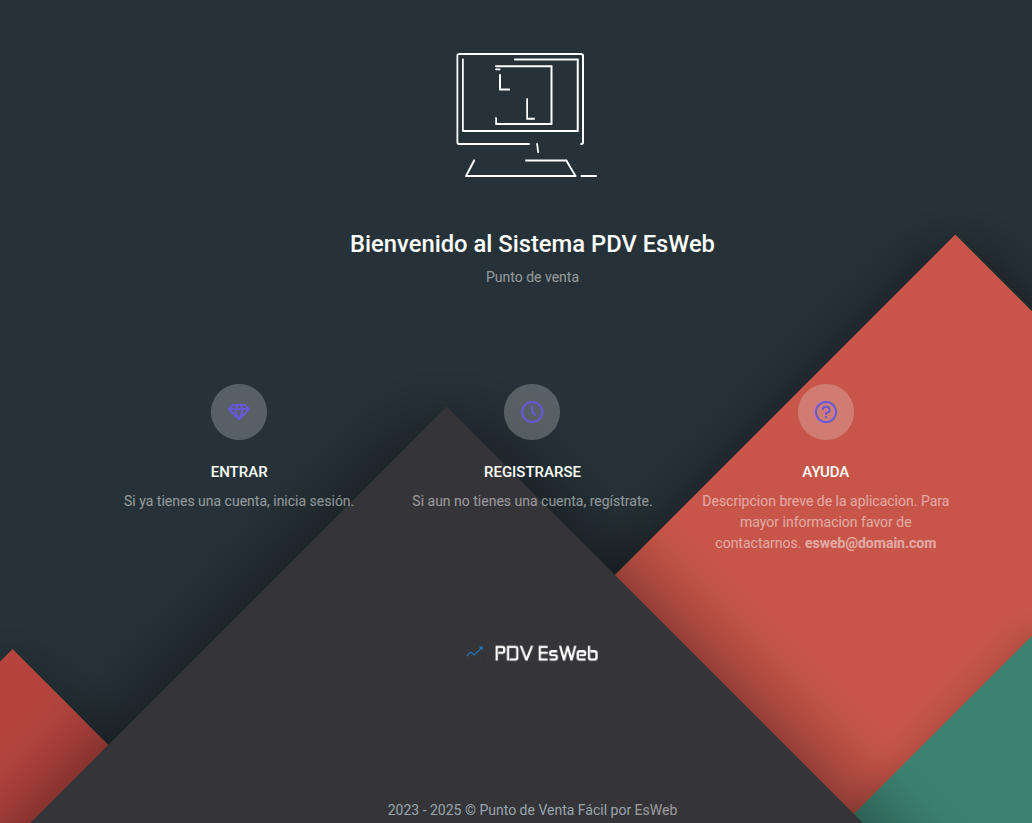 Bienvenido al Sistema PDV EsWeb
Punto de venta
ENTRAR
Si ya tienes una cuenta, inicia sesión.
REGISTRARSE
Si aun no tienes una cuenta, regístrate.
AYUDA
Descripcion breve de la aplicacion. Para
mayor informacion favor de
contactarnos. esweb@domain.com
PDV EsWeb
2023 - 2025 © Punto de Venta Fácil por EsWeb